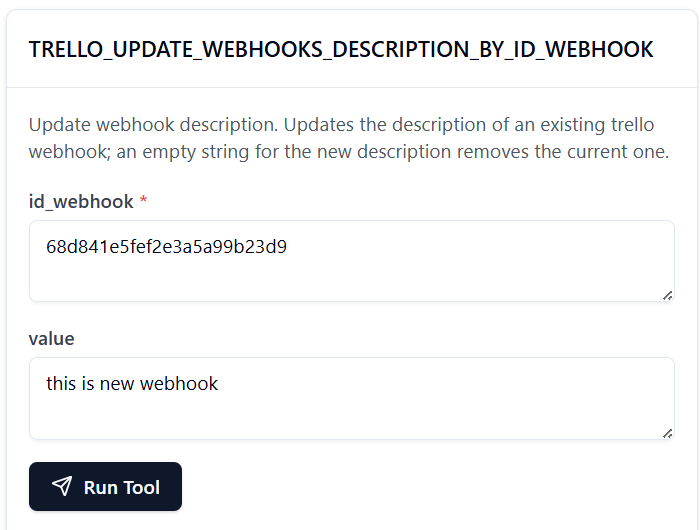 TRELLO_UPDATE_WEBHOOKS_DESCRIPTION_BY_ID_WEBHOOK
Update webhook description. Updates the description of an existing trello
webhook; an empty string for the new description removes the current one.
id_webhook *
68d841e5fef2e3a5a99b23d9
value
this is new webhook
Run Tool